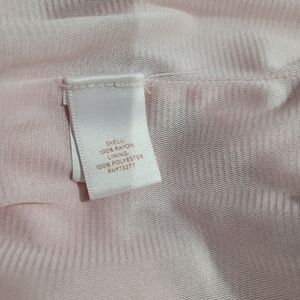 SHELL:
100% RAYON
LINING:
100% POLYESTER
RN#73277